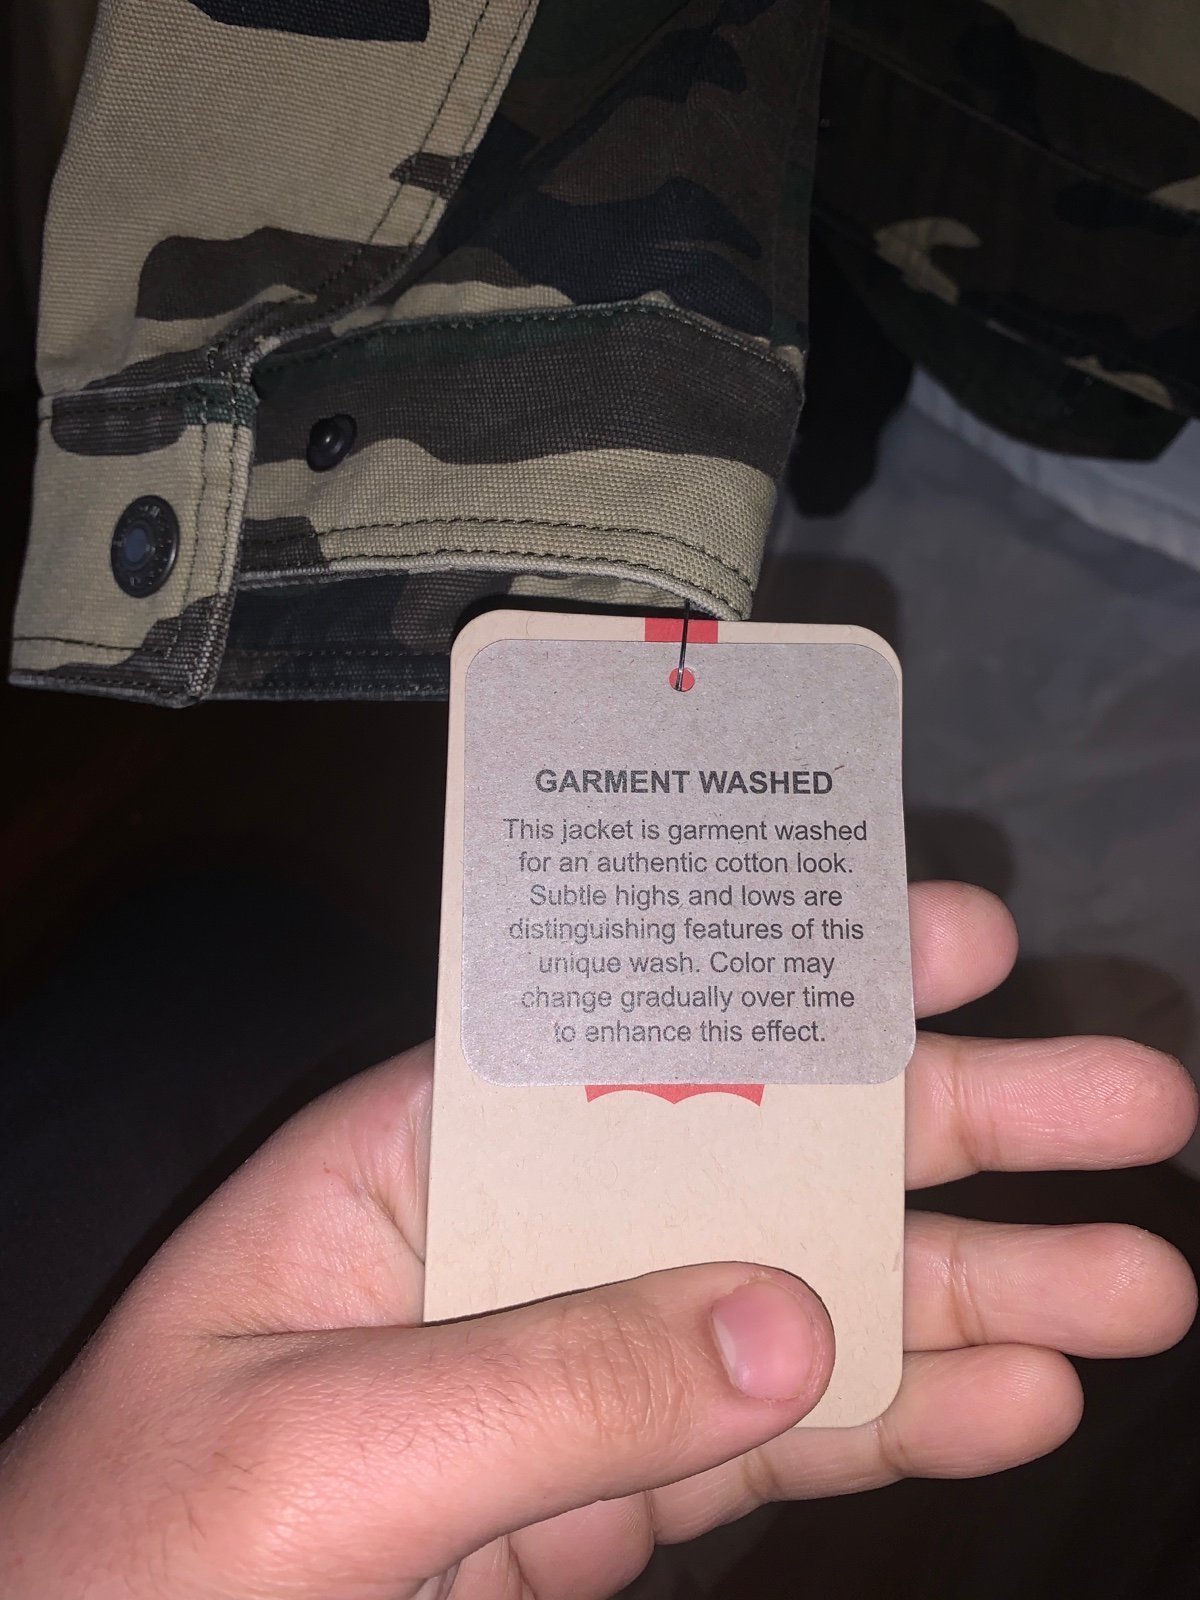 GARMENT WASHED
This jacket is garment washed
for an authentic cotton look.
Subtle highs and lows are
distinguishing features of this
unique wash. Color may
change gradually over time
to enhance this effect.